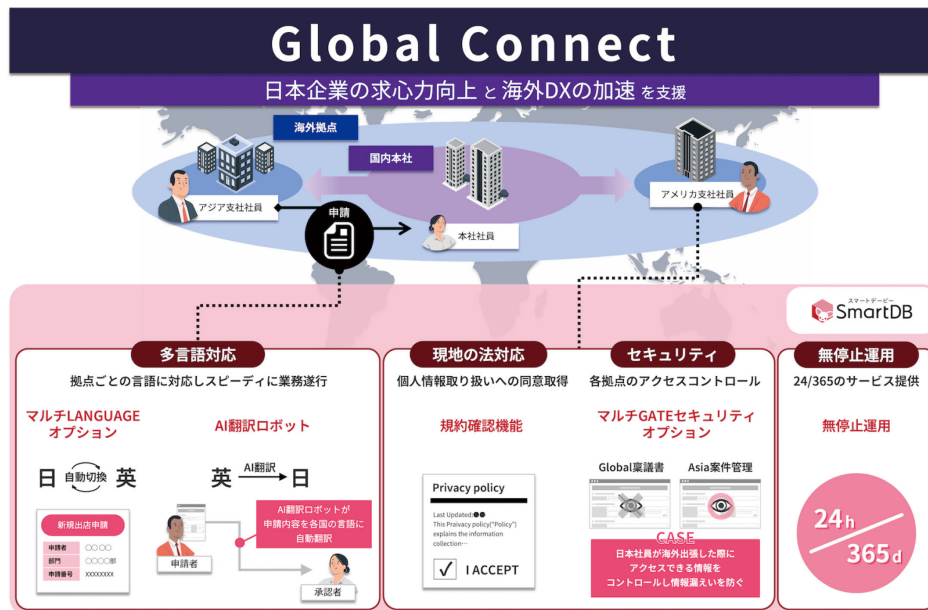 Global Connect
日本企業の求心力向上 と 海外DXの加速 を支援
海外拠点
国内本社
アジア支社社員
申請
本社社員
アメリカ支社社員
スマートデービー
SmartDB
多言語対応
拠点ごとの言語に対応しスピーディに業務遂行
マルチLANGUAGE
オプション
日 自動切換 英
新規出店申請
申請者 〇〇〇〇
部門 〇〇〇〇部
申請番号 XXXXXXXX
AI翻訳ロボット
英 AI翻訳 日
AI翻訳ロボットが
申請内容を各国の言語に
自動翻訳
申請者
承認者
現地の法対応
個人情報取り扱いへの同意取得
規約確認機能
Privacy policy
Last Updated:●●
This Praivacy policy("Policy")
explains the information
collection…
✓ I ACCEPT
セキュリティ
各拠点のアクセスコントロール
マルチGATEセキュリティ
オプション
Global稟議書
Asia案件管理
CASE
日本社員が海外出張した際に
アクセスできる情報を
コントロールし情報漏えいを防ぐ
無停止運用
24/365のサービス提供
無停止運用
24h
365d